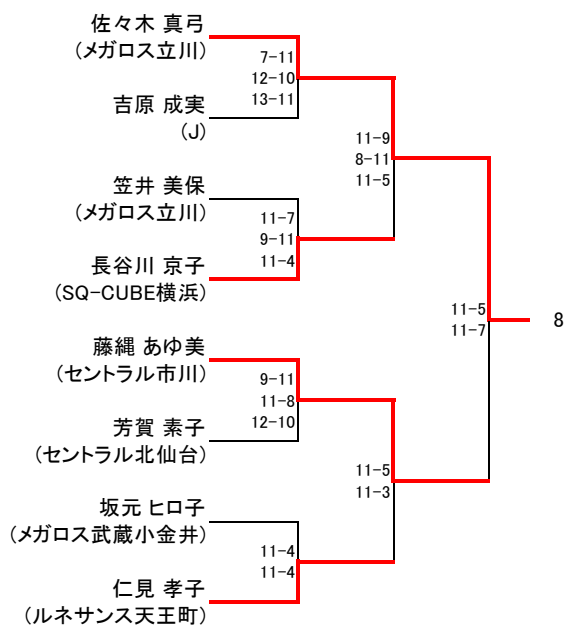 佐々木 真弓
(メガロス立川)
7-11
12-10
13-11
吉原 成実
(J)
11-9
8-11
11-5
笠井 美保
(メガロス立川)
11-7
9-11
11-4
長谷川 京子
(SQ-CUBE横浜)
11-5
11-7
8
藤縄 あゆ美
(セントラル市川)
9-11
11-8
12-10
芳賀 素子
(セントラル北仙台)
11-5
11-3
坂元 ヒロ子
(メガロス武蔵小金井)
11-4
11-4
仁見 孝子
(ルネサンス天王町)